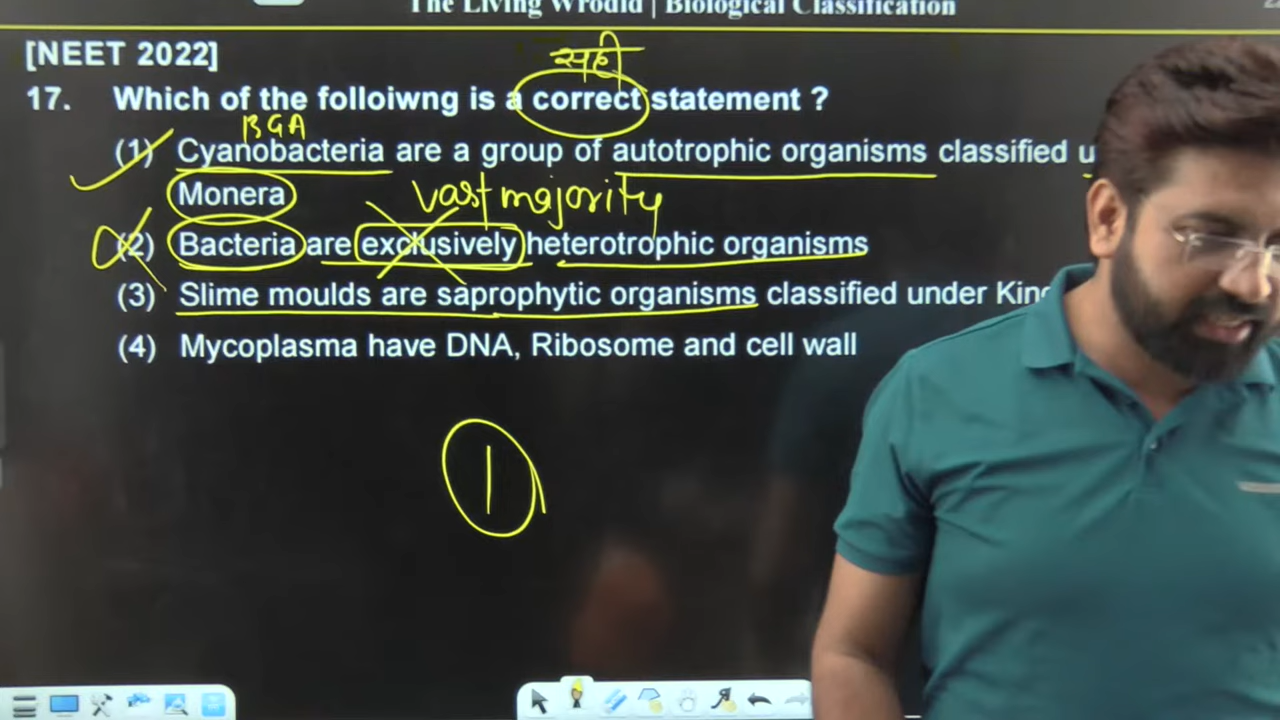 The Living Wrodld | Biological Classification
[NEET 2022]
सही
17. Which of the folloiwng is a correct statement ?
BGA
(1) Cyanobacteria are a group of autotrophic organisms classified
Monera
vast majority
(2) Bacteria are exclusively heterotrophic organisms
(3) Slime moulds are saprophytic organisms classified under
(4) Mycoplasma have DNA, Ribosome and cell wall
1